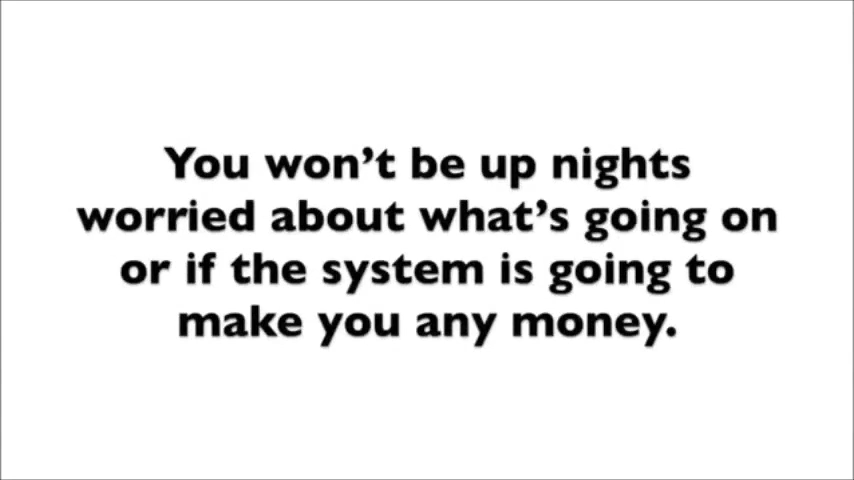 You won’t be up nights
worried about what’s going on
or if the system is going to
make you any money.